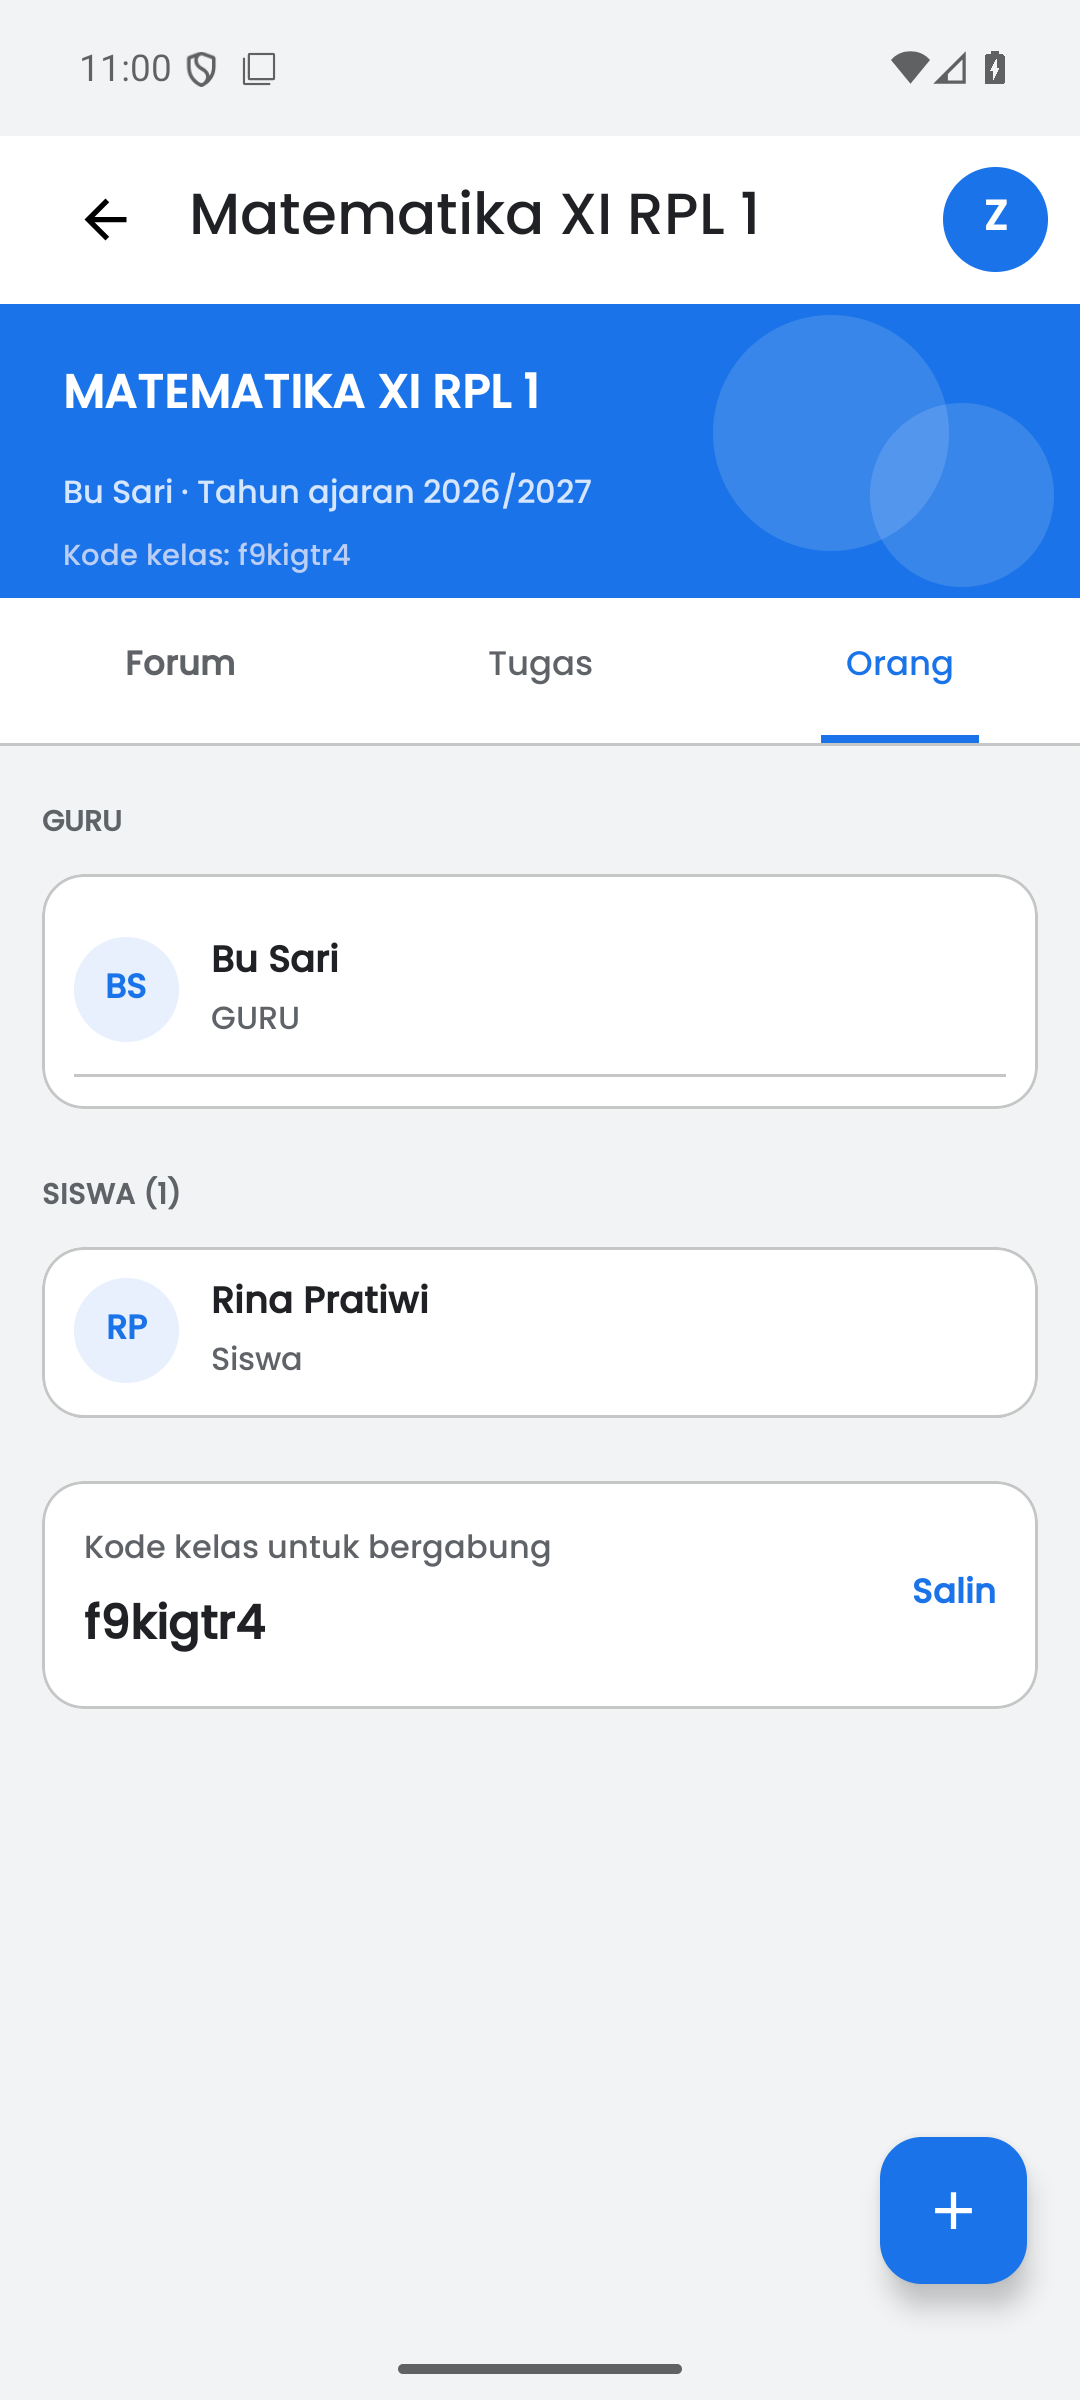 11:00
Matematika XI RPL 1
Z
MATEMATIKA XI RPL 1
Bu Sari · Tahun ajaran 2026/2027
Kode kelas: f9kigtr4
Forum
Tugas
Orang
GURU
BS
Bu Sari
GURU
SISWA (1)
RP
Rina Pratiwi
Siswa
Kode kelas untuk bergabung
f9kigtr4
Salin
+